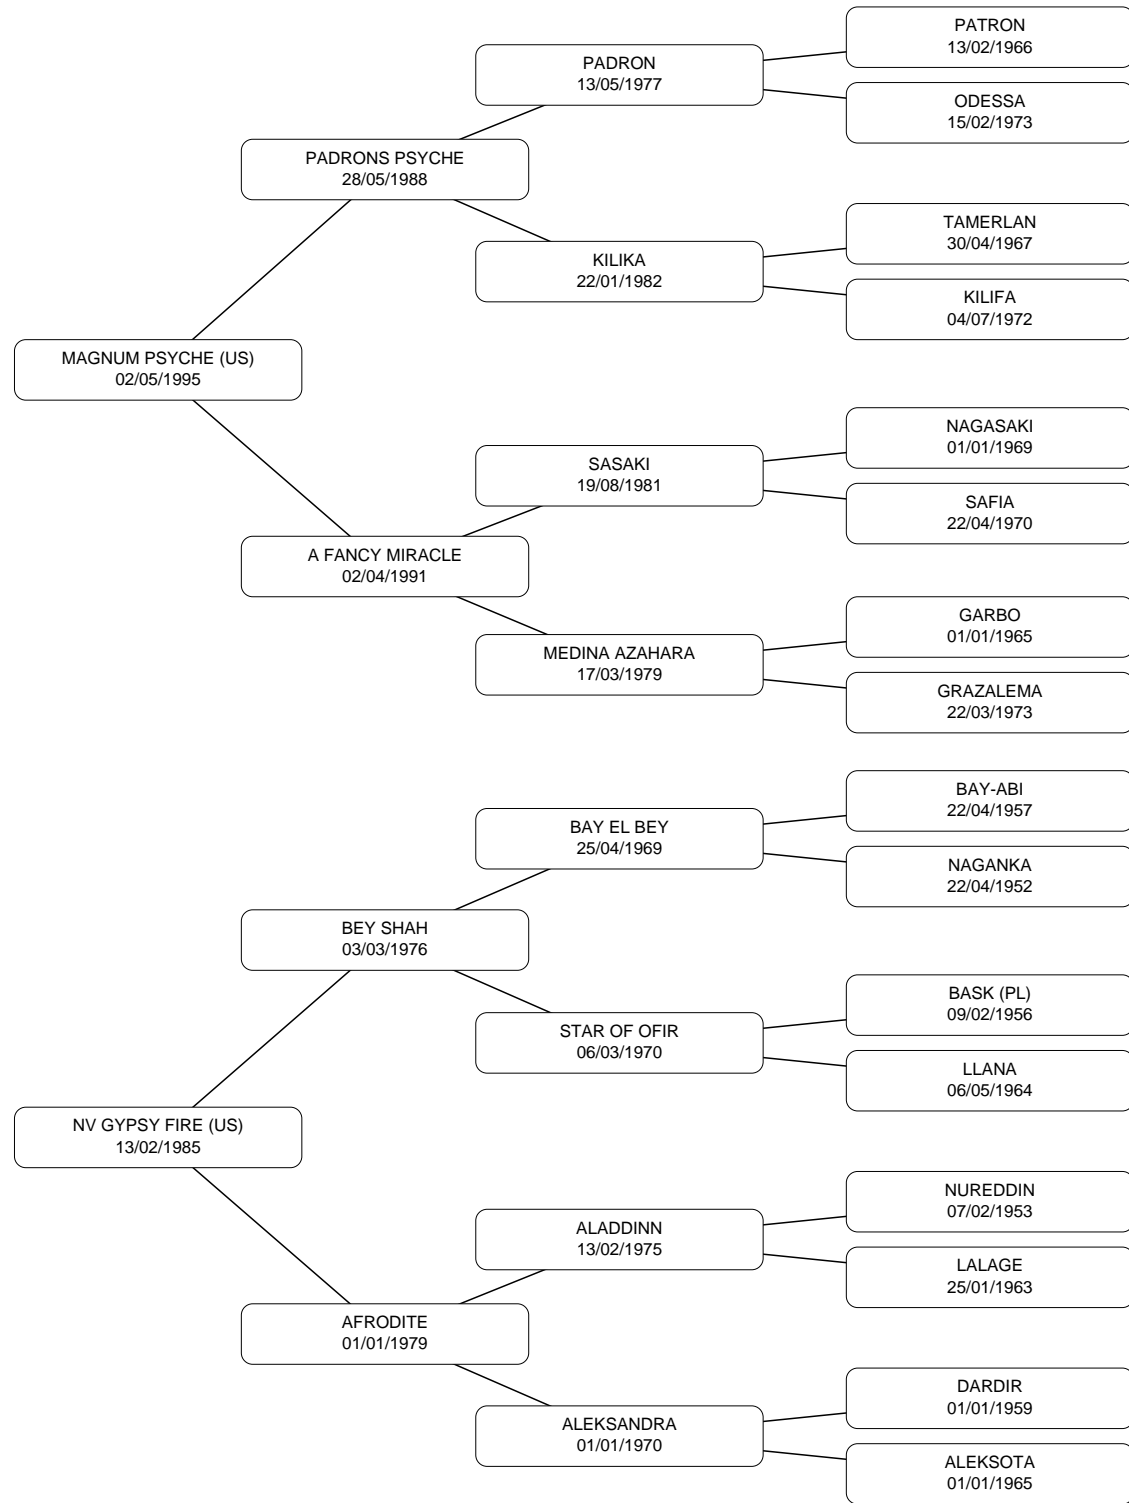 PATRON
13/02/1966
PADRON
13/05/1977
ODESSA
15/02/1973
PADRONS PSYCHE
28/05/1988
TAMERLAN
30/04/1967
KILIKA
22/01/1982
KILIFA
04/07/1972
MAGNUM PSYCHE (US)
02/05/1995
NAGASAKI
01/01/1969
SASAKI
19/08/1981
SAFIA
22/04/1970
A FANCY MIRACLE
02/04/1991
GARBO
01/01/1965
MEDINA AZAHARA
17/03/1979
GRAZALEMA
22/03/1973
BAY-ABI
22/04/1957
BAY EL BEY
25/04/1969
NAGANKA
22/04/1952
BEY SHAH
03/03/1976
BASK (PL)
09/02/1956
STAR OF OFIR
06/03/1970
LLANA
06/05/1964
NV GYPSY FIRE (US)
13/02/1985
NUREDDIN
07/02/1953
ALADDINN
13/02/1975
LALAGE
25/01/1963
AFRODITE
01/01/1979
DARDIR
01/01/1959
ALEKSANDRA
01/01/1970
ALEKSOTA
01/01/1965